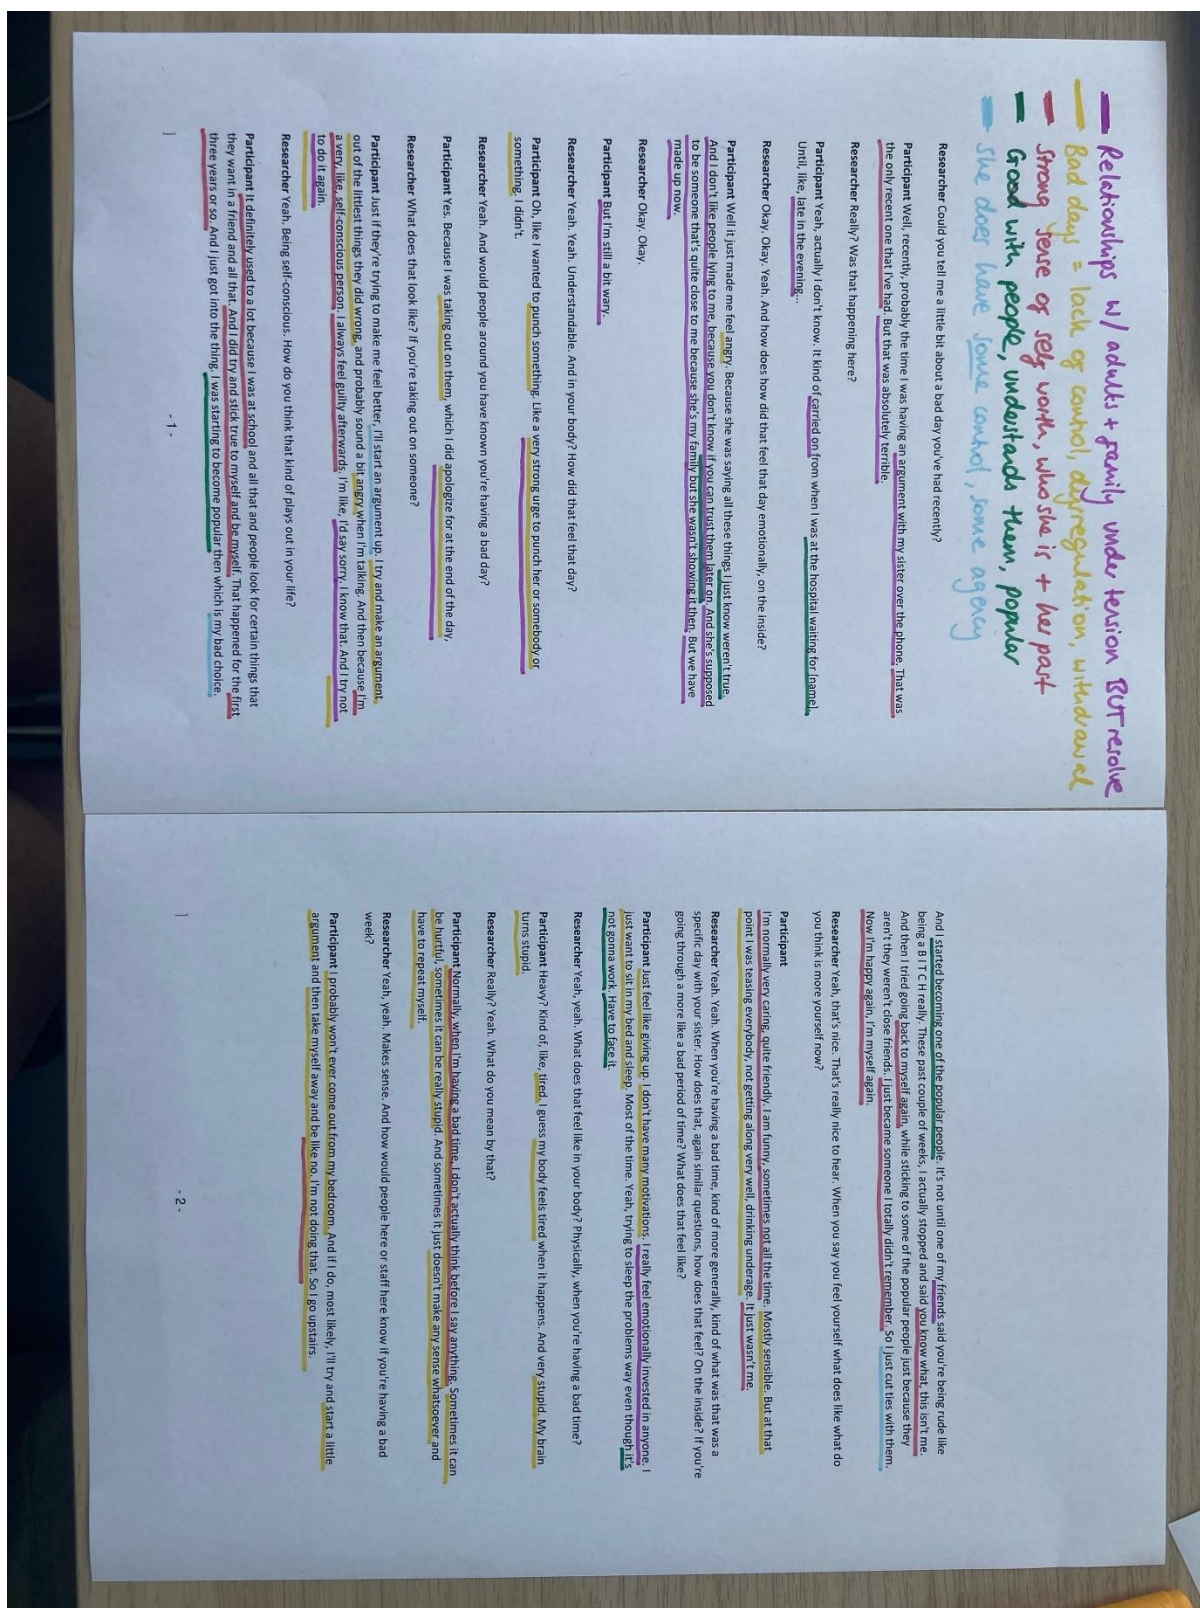 Relationships w/ adults + family under tension BUT resolve
Bad days = lack of control, dysregulation, withdrawal
Strong sense of self worth, who she is + her past
Good with people, understands them, popular
She does have some control, some agency
Researcher Could you tell me a little bit about a bad day you've had recently?
Participant Well, recently, probably the time I was having an argument with my sister over the phone. That was
the only recent one that I've had. But that was absolutely terrible.
Researcher Really? Was that happening here?
Participant Yeah, actually I don't know. It kind of carried on from when I was at the hospital waiting for [name].
Until, like, late in the evening...
Researcher Okay. Okay. Yeah. And how does how did that feel that day emotionally, on the inside?
Participant Well it just made me feel angry. Because she was saying all these things I just know weren't true.
And I don't like people lying to me, because you don't know if you can trust them later on. And she's supposed
to be someone that's quite close to me because she's my family but she wasn't showing it then. But we have
made up now.
Researcher Okay. Okay.
Participant But I'm still a bit wary.
Researcher Yeah. Yeah. Understandable. And in your body? How did that feel that day?
Participant Oh, like I wanted to punch something. Like a very strong urge to punch her or somebody or
something. I didn't.
Researcher Yeah. And would people around you have known you're having a bad day?
Participant Yes. Because I was taking out on them, which I did apologize for at the end of the day,
Researcher What does that look like? If you're taking out on someone?
Participant Just if they're trying to make me feel better, I'll start an argument up. I try and make an argument
out of the littlest things they did wrong, and probably sound a bit angry when I'm talking. And then because I'm
a very, like, self-conscious person. I always feel guilty afterwards. I'm like, I'd say sorry. I know that. And I try not
to do it again.
Researcher Yeah. Being self-conscious. How do you think that kind of plays out in your life?
Participant It definitely used to a lot because I was at school and all that and people look for certain things that
they want in a friend and all that. And I did try and stick true to myself and be myself. That happened for the first
three years or so. And I just got into the thing. I was starting to become popular then which is my bad choice.
]
- 1 -
And I started becoming one of the popular people. It's not until one of my friends said you're being rude like
being a B I T C H really. These past couple of weeks, I actually stopped and said you know what, this isn't me.
And then I tried going back to myself again, while sticking to some of the popular people just because they
aren't they weren't close friends. I just became someone I totally didn't remember. So I just cut ties with them.
Now I'm happy again, I'm myself again.
Researcher Yeah, that's nice. That's really nice to hear. When you say you feel yourself what does like what do
you think is more yourself now?
Participant
I'm normally very caring, quite friendly. I am funny, sometimes not all the time. Mostly sensible. But at that
point I was teasing everybody, not getting along very well, drinking underage. It just wasn't me.
Researcher Yeah. Yeah. When you're having a bad time, kind of more generally, kind of what was that was a
specific day with your sister. How does that, again similar questions, how does that feel? On the inside? If you're
going through a more like a bad period of time? What does that feel like?
Participant Just feel like giving up. I don't have many motivations. I really feel emotionally invested in anyone. I
just want to sit in my bed and sleep. Most of the time. Yeah, trying to sleep the problems way even though it's
not gonna work. Have to face it.
Researcher Yeah, yeah. What does that feel like in your body? Physically, when you're having a bad time?
Participant Heavy? Kind of, like, tired. I guess my body feels tired when it happens. And very stupid. My brain
turns stupid.
Researcher Really? Yeah. What do you mean by that?
Participant Normally, when I'm having a bad time, I don't actually think before I say anything. Sometimes it can
be hurtful, sometimes it can be really stupid. And sometimes it just doesn't make any sense whatsoever and
have to repeat myself.
Researcher Yeah, yeah. Makes sense. And how would people here or staff here know if you're having a bad
week?
Participant I probably won't ever come out from my bedroom. And if I do, most likely, I'll try and start a little
argument and then take myself away and be like no. I'm not doing that. So I go upstairs.
]
- 2 -